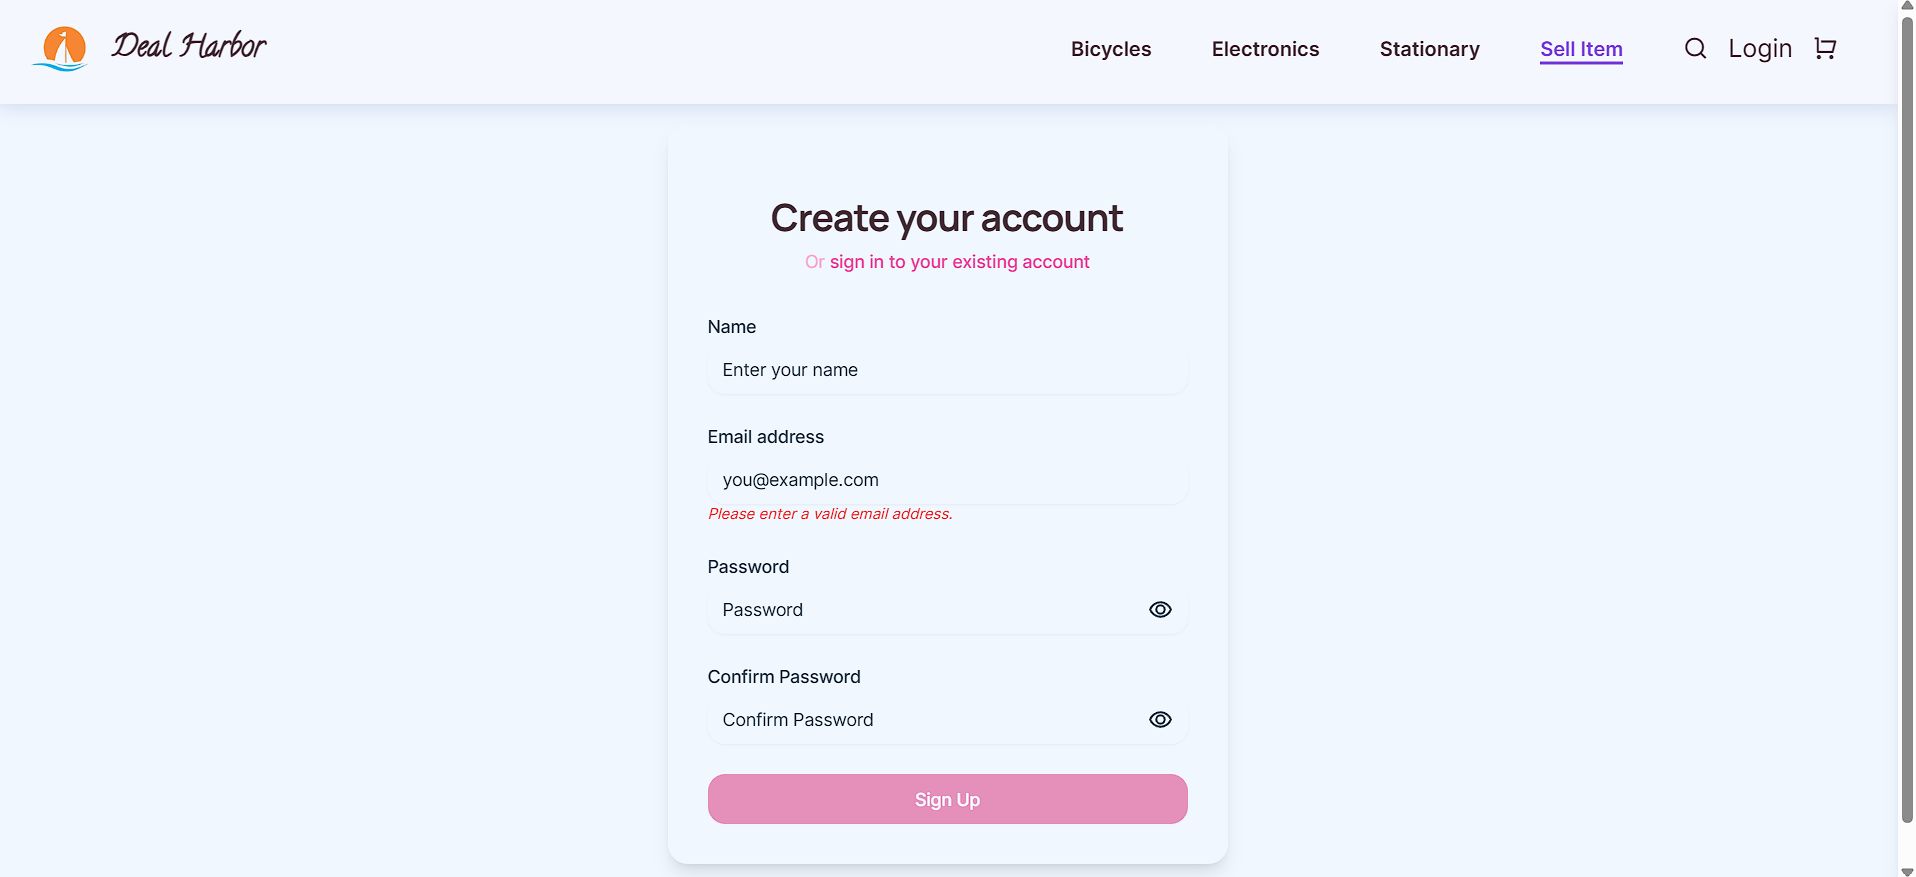 Deal Harbor
Bicycles Electronics Stationary Sell Item Login
Create your account
Or sign in to your existing account
Name
Enter your name
Email address
you@example.com
Please enter a valid email address.
Password
Password
Confirm Password
Confirm Password
Sign Up